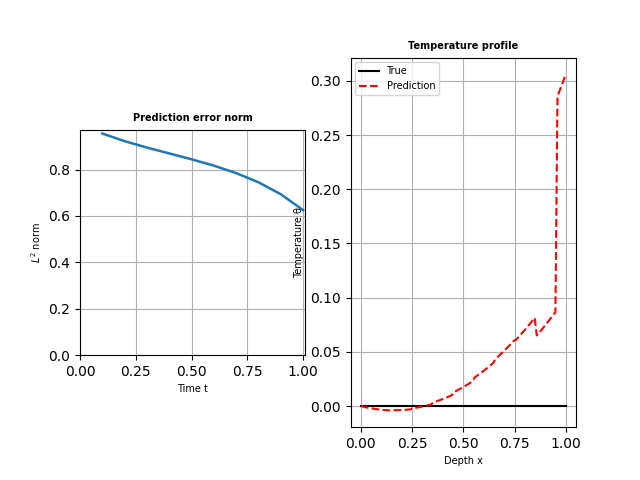 Prediction error norm
0.8
0.6
0.4
0.2
0.0
0.00 0.25 0.50 0.75 1.00
L² norm
Time t
Temperature profile
True
Prediction
0.30
0.25
0.20
0.15
0.10
0.05
0.00
0.00 0.25 0.50 0.75 1.00
Temperature θ
Depth x